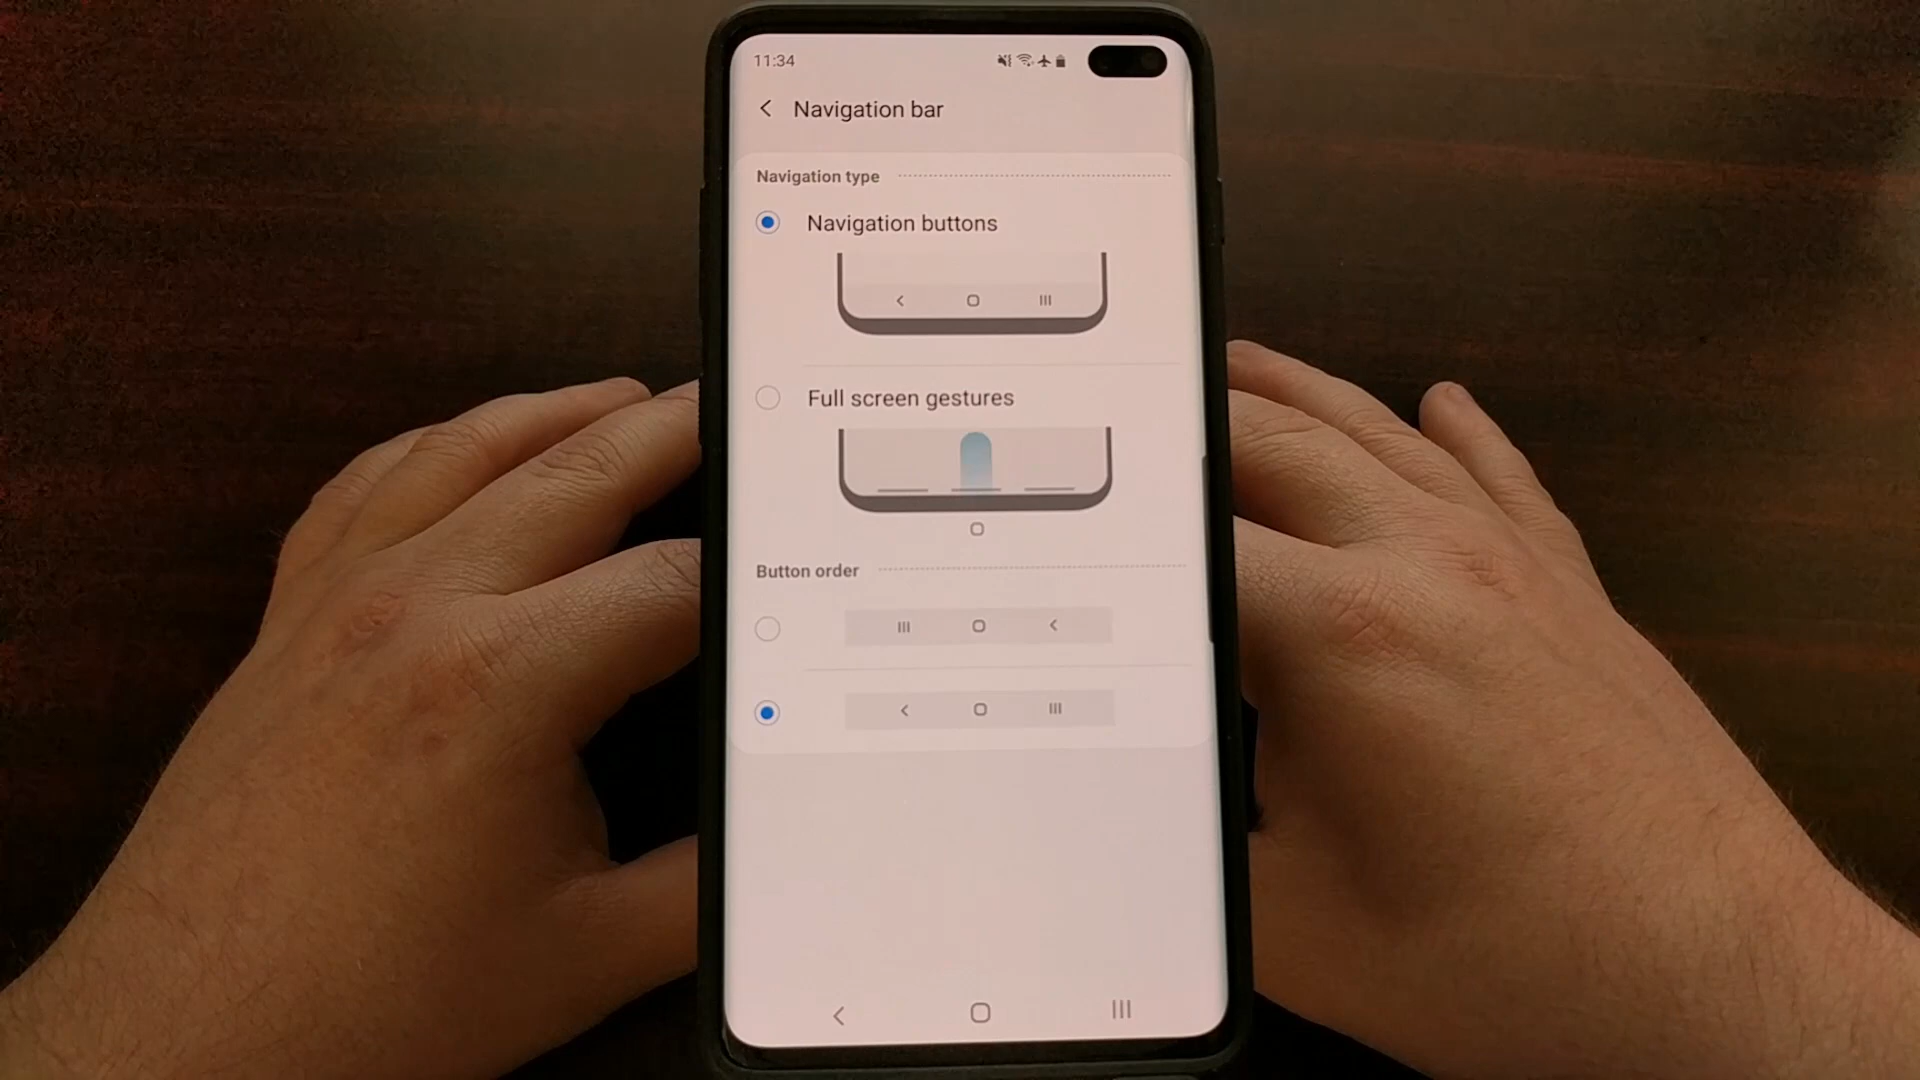 11:34
Navigation bar
Navigation type
Navigation buttons
Full screen gestures
Button order